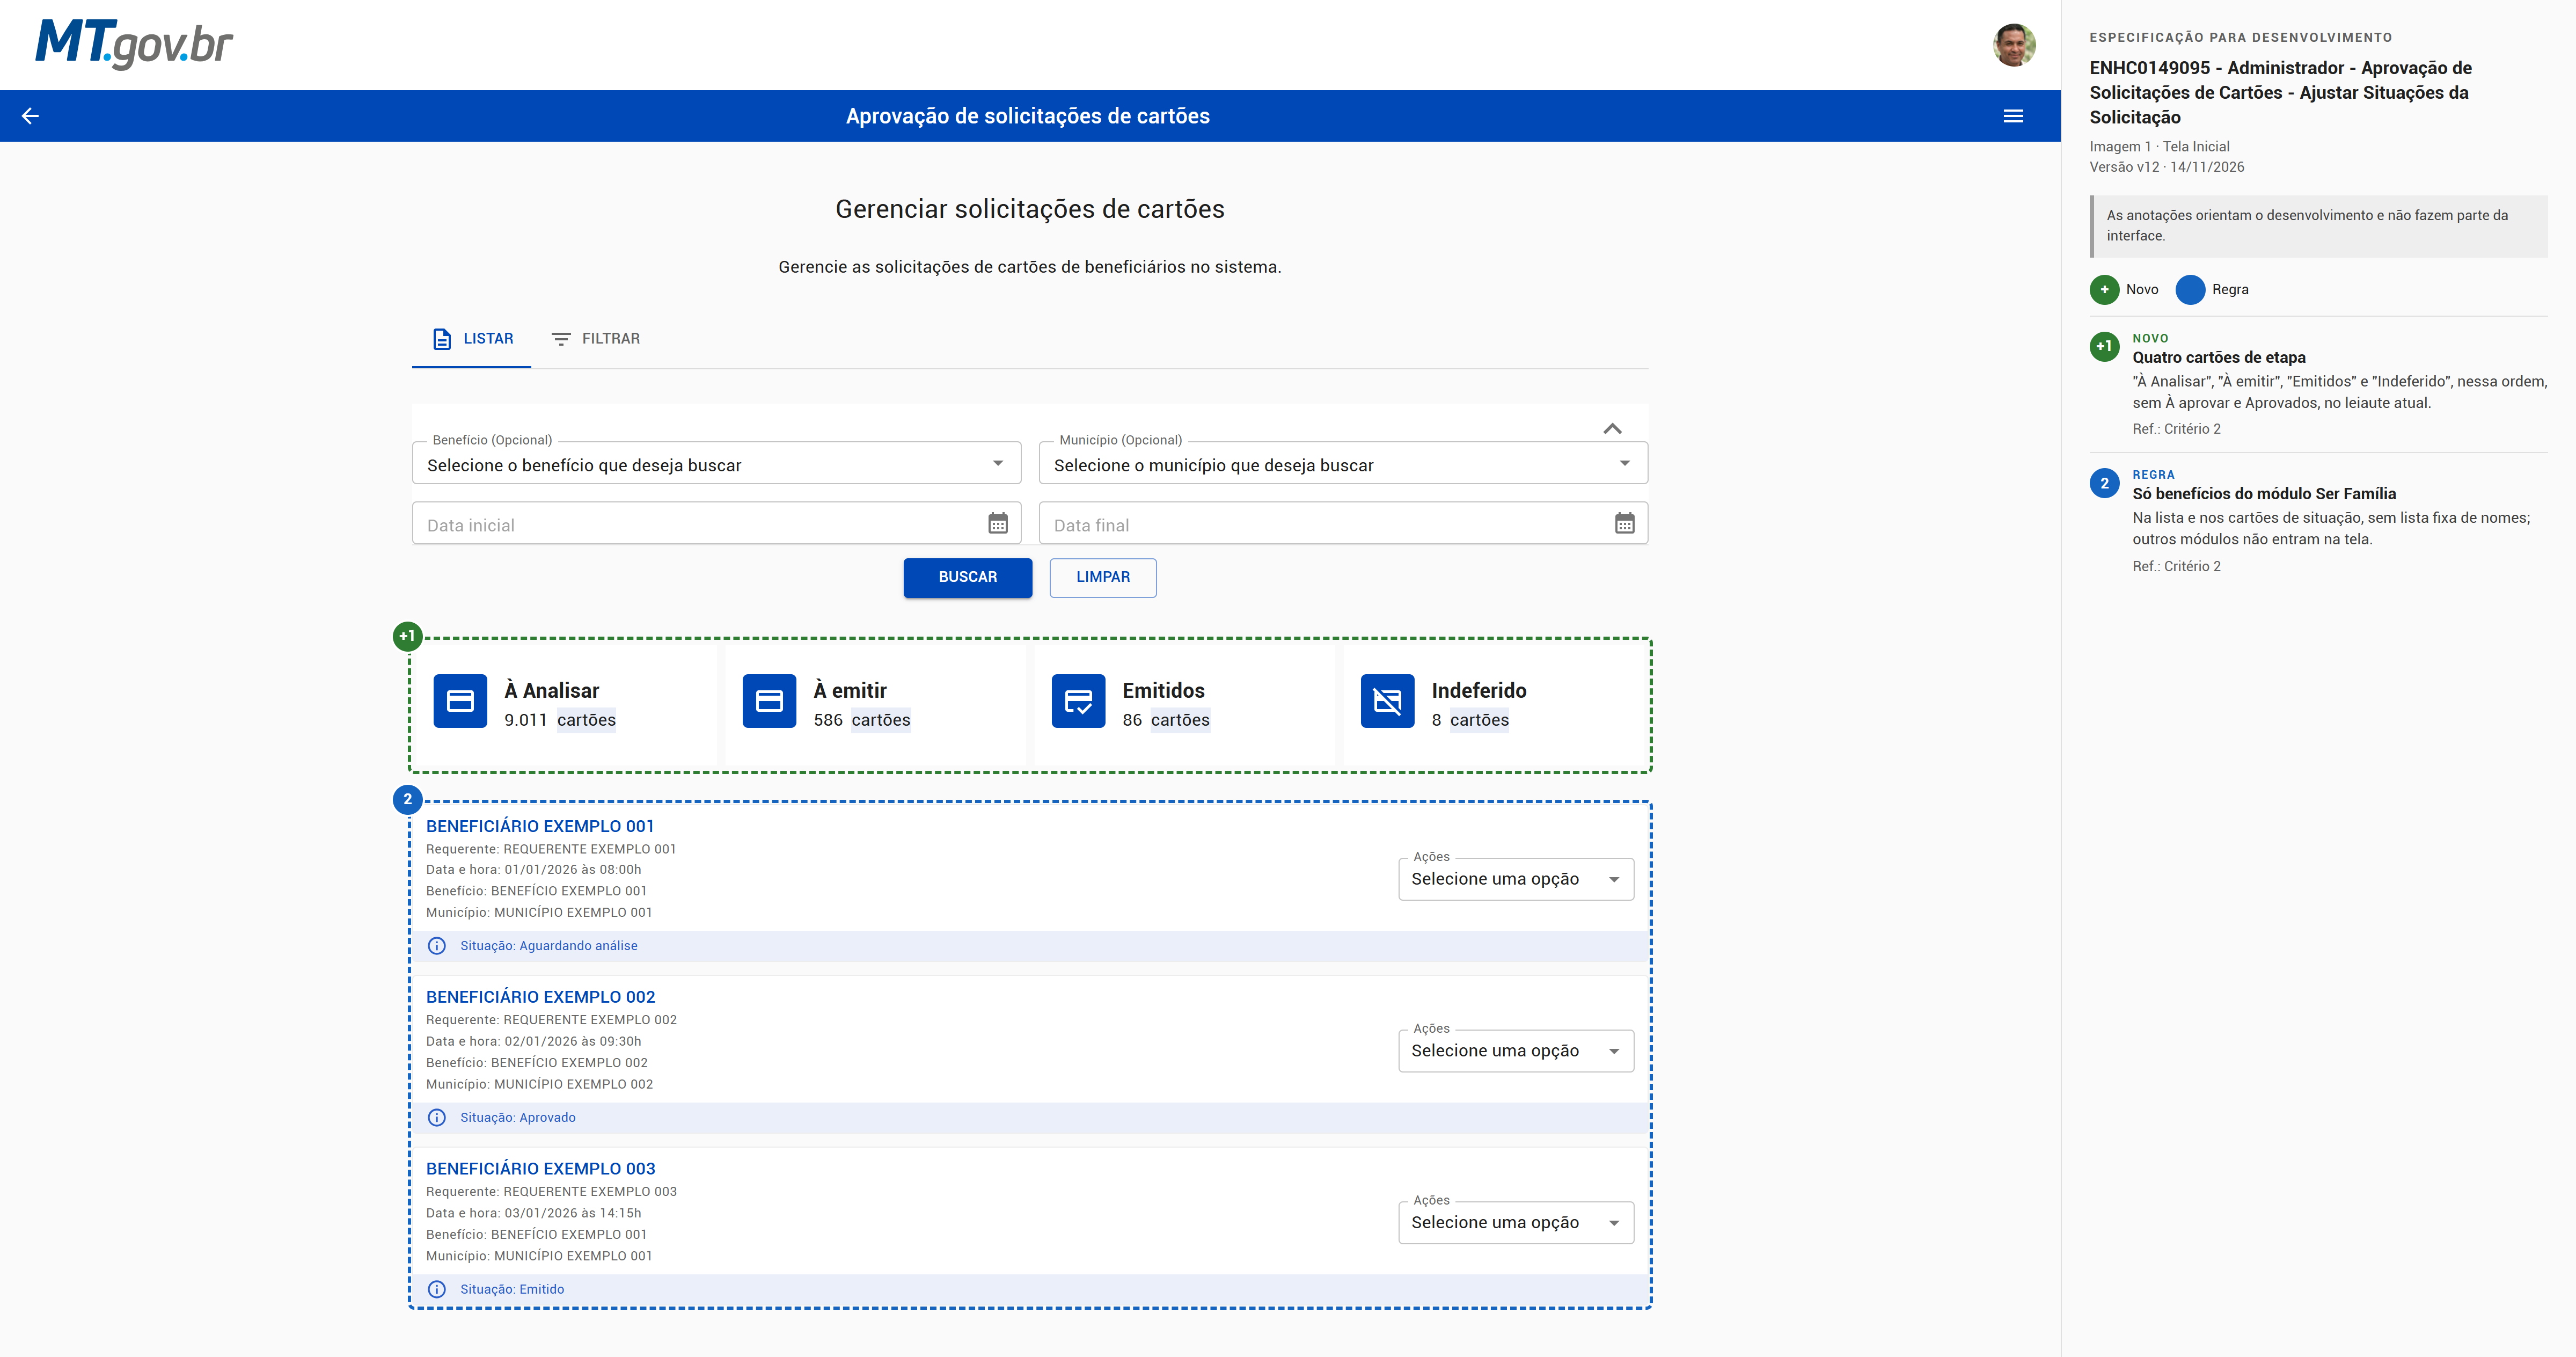 MT.gov.br
Aprovação de solicitações de cartões
Gerenciar solicitações de cartões
Gerencie as solicitações de cartões de beneficiários no sistema.
LISTAR
FILTRAR
Benefício (Opcional)
Selecione o benefício que deseja buscar
Município (Opcional)
Selecione o município que deseja buscar
Data inicial
Data final
BUSCAR
LIMPAR
+1
À Analisar
9.011 cartões
À emitir
586 cartões
Emitidos
86 cartões
Indeferido
8 cartões
2
BENEFICIÁRIO EXEMPLO 001
Requerente: REQUERENTE EXEMPLO 001
Data e hora: 01/01/2026 às 08:00h
Benefício: BENEFÍCIO EXEMPLO 001
Município: MUNICÍPIO EXEMPLO 001
Ações
Selecione uma opção
Situação: Aguardando análise
BENEFICIÁRIO EXEMPLO 002
Requerente: REQUERENTE EXEMPLO 002
Data e hora: 02/01/2026 às 09:30h
Benefício: BENEFÍCIO EXEMPLO 002
Município: MUNICÍPIO EXEMPLO 002
Ações
Selecione uma opção
Situação: Aprovado
BENEFICIÁRIO EXEMPLO 003
Requerente: REQUERENTE EXEMPLO 003
Data e hora: 03/01/2026 às 14:15h
Benefício: BENEFÍCIO EXEMPLO 001
Município: MUNICÍPIO EXEMPLO 001
Ações
Selecione uma opção
Situação: Emitido
ESPECIFICAÇÃO PARA DESENVOLVIMENTO
ENHC0149095 - Administrador - Aprovação de
Solicitações de Cartões - Ajustar Situações da
Solicitação
Imagem 1 · Tela Inicial
Versão v12 · 14/11/2026
As anotações orientam o desenvolvimento e não fazem parte da
interface.
+ Novo
Regra
+1
NOVO
Quatro cartões de etapa
"À Analisar", "À emitir", "Emitidos" e "Indeferido", nessa ordem,
sem À aprovar e Aprovados, no leiaute atual.
Ref.: Critério 2
2
REGRA
Só benefícios do módulo Ser Família
Na lista e nos cartões de situação, sem lista fixa de nomes;
outros módulos não entram na tela.
Ref.: Critério 2